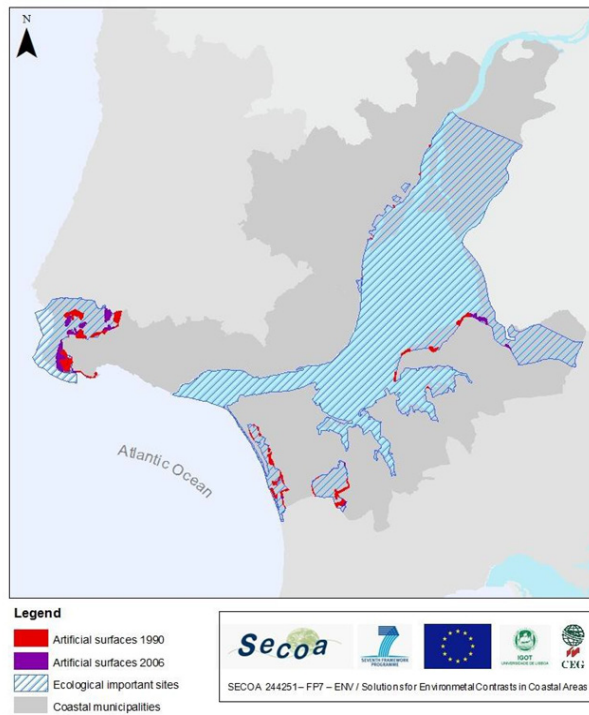 N
Atlantic Ocean
Legend
Artificial surfaces 1990
Artificial surfaces 2006
Ecological important sites
Coastal municipalities
Secoa
7
SEVENTH FRAMEWORK
PROGRAMME
IGOT
UNIVERSIDADE DE LISBOA
CEG
SECOA 244251– FP7 – ENV / Solutions for Environmetal Contrasts in Coastal Areas